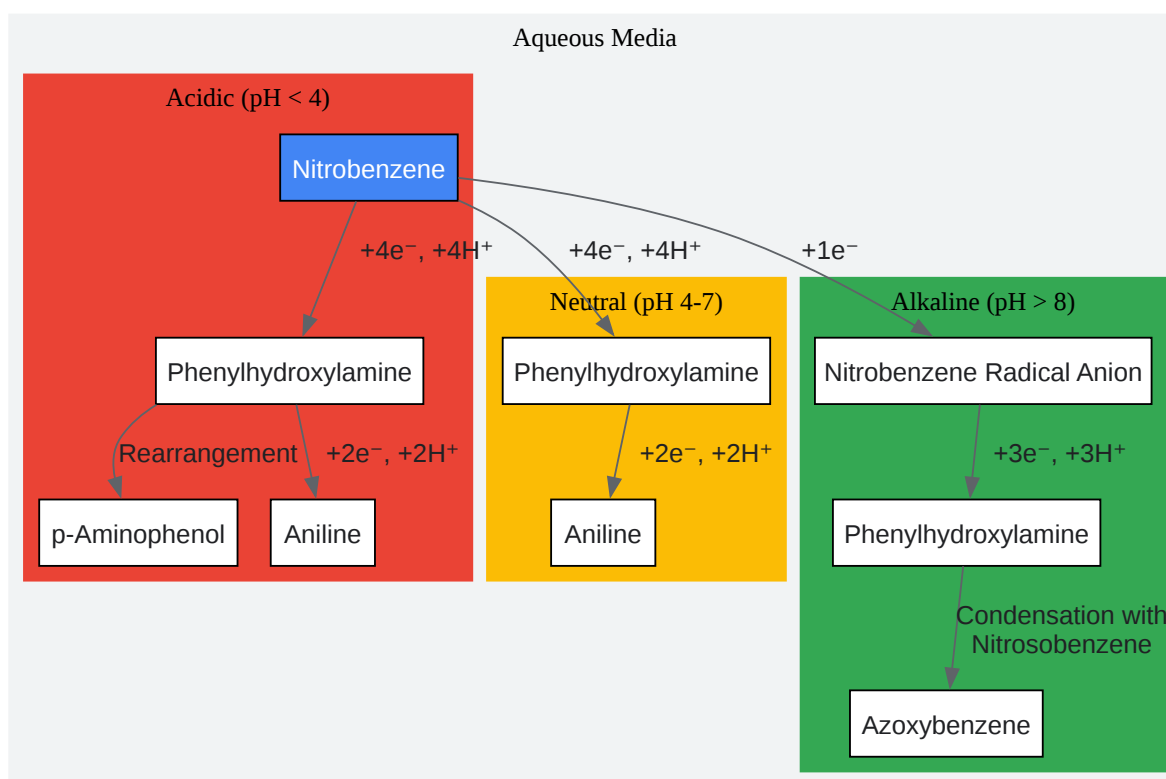 Aqueous Media
Acidic (pH < 4)
Nitrobenzene
+4e⁻, +4H⁺
+4e⁻, +4H⁺
+1e⁻
Neutral (pH 4-7)
Alkaline (pH > 8)
Phenylhydroxylamine
Phenylhydroxylamine
Nitrobenzene Radical Anion
Rearrangement
+2e⁻, +2H⁺
+2e⁻, +2H⁺
+3e⁻, +3H⁺
p-Aminophenol
Aniline
Aniline
Phenylhydroxylamine
Condensation with
Nitrosobenzene
Azoxybenzene